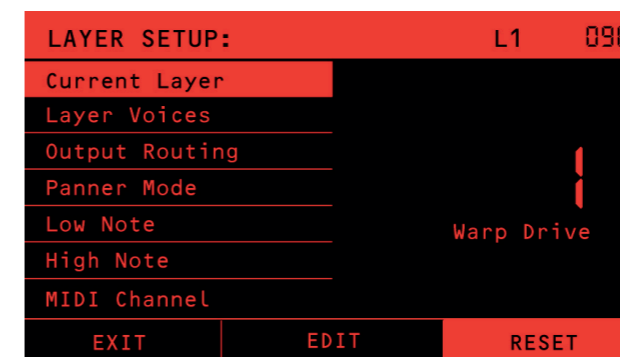 LAYER SETUP: L1
Current Layer
Layer Voices
Output Routing
Panner Mode
1
Low Note
Warp Drive
High Note
MIDI Channel
EXIT EDIT RESET